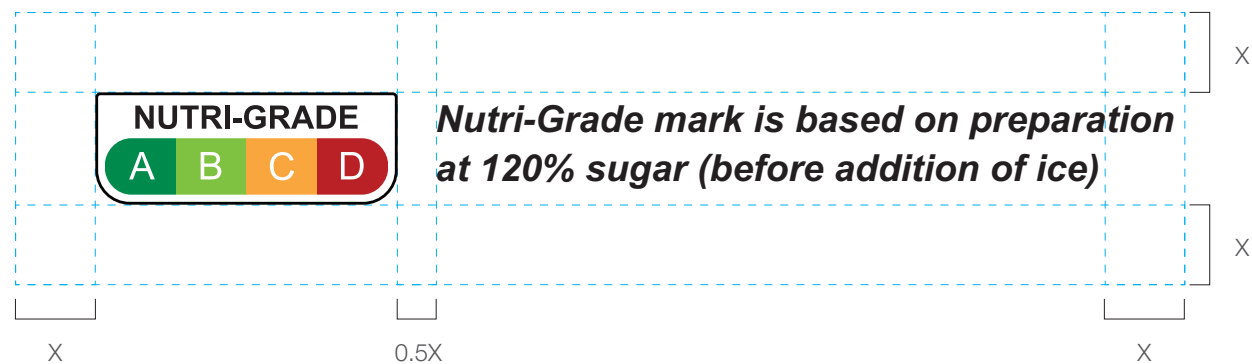 X
NUTRI-GRADE
A B C D
Nutri-Grade mark is based on preparation
at 120% sugar (before addition of ice)
X
X
0.5X
X